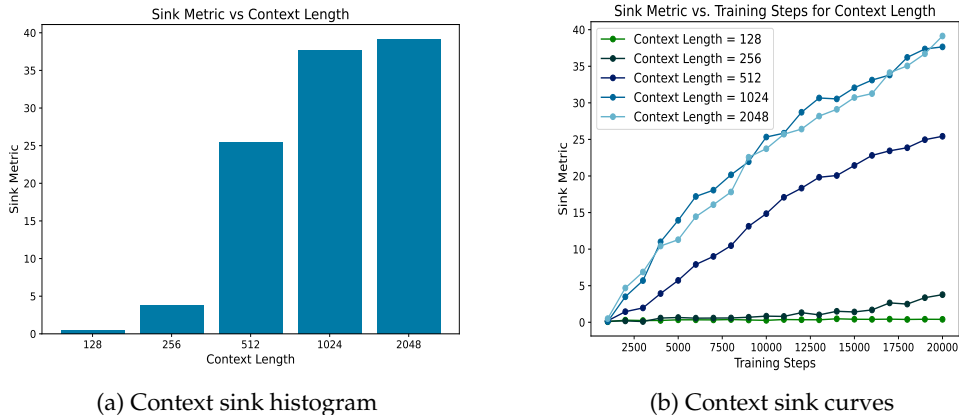 Sink Metric vs Context Length
40
35
30
25
20
15
10
5
0
Sink Metric
128 256 512 1024 2048
Context Length
(a) Context sink histogram
Sink Metric vs. Training Steps for Context Length
Context Length = 128
Context Length = 256
Context Length = 512
Context Length = 1024
Context Length = 2048
40
35
30
25
20
15
10
5
0
Sink Metric
2500 5000 7500 10000 12500 15000 17500 20000
Training Steps
(b) Context sink curves